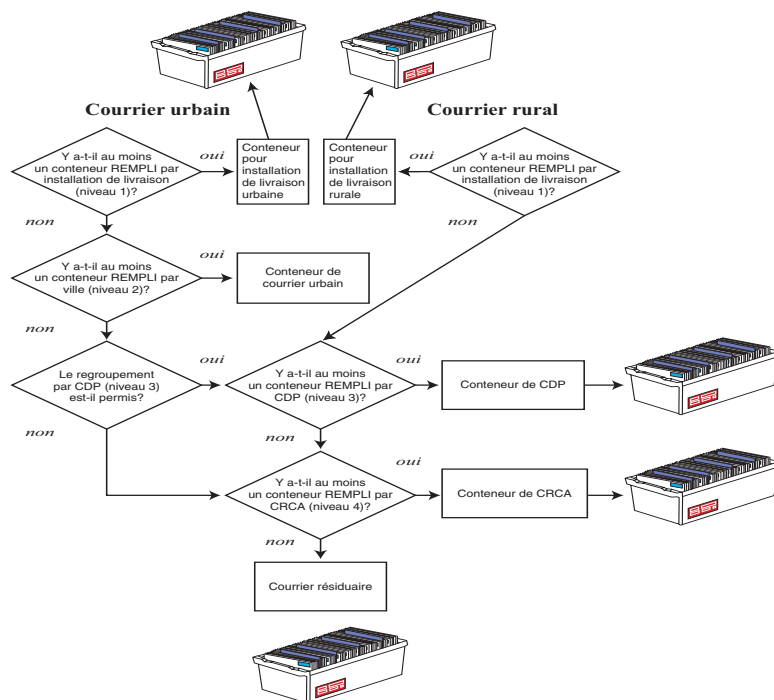 Courrier urbain
Courrier rural
Y a-t-il au moins
un conteneur REMPLI par
installation de livraison
(niveau 1)?
oui
Conteneur
pour
installation
de livraison
urbaine
Conteneur
pour
installation
de livraison
rurale
oui
Y a-t-il au moins
un conteneur REMPLI par
installation de livraison
(niveau 1)?
non
non
Y a-t-il au moins
un conteneur REMPLI par
ville (niveau 2)?
oui
Conteneur de
courrier urbain
non
Le regroupement
par CDP (niveau 3)
est-il permis?
oui
Y a-t-il au moins
un conteneur REMPLI par
CDP (niveau 3)?
oui
Conteneur de CDP
non
non
Y a-t-il au moins
un conteneur REMPLI par
CRCA (niveau 4)?
oui
Conteneur de CRCA
non
Courrier résiduaire